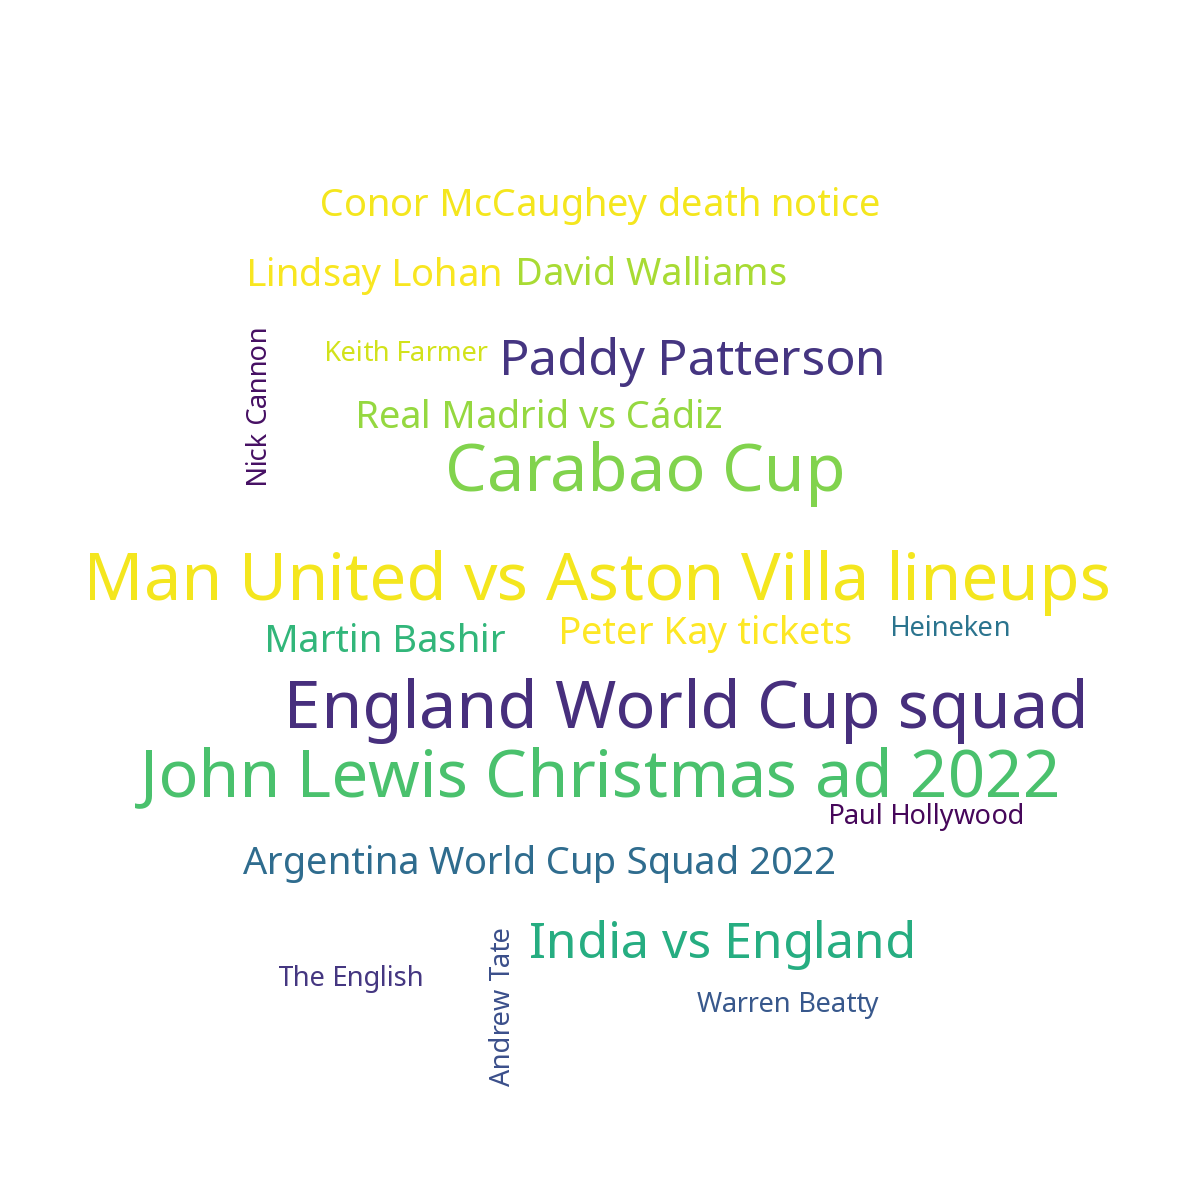 Conor McCaughey death notice
Lindsay Lohan
David Walliams
Nick Cannon
Keith Farmer
Paddy Patterson
Real Madrid vs Cádiz
Carabao Cup
Man United vs Aston Villa lineups
Martin Bashir
Peter Kay tickets
Heineken
England World Cup squad
John Lewis Christmas ad 2022
Paul Hollywood
Argentina World Cup Squad 2022
India vs England
The English
Andrew Tate
Warren Beatty